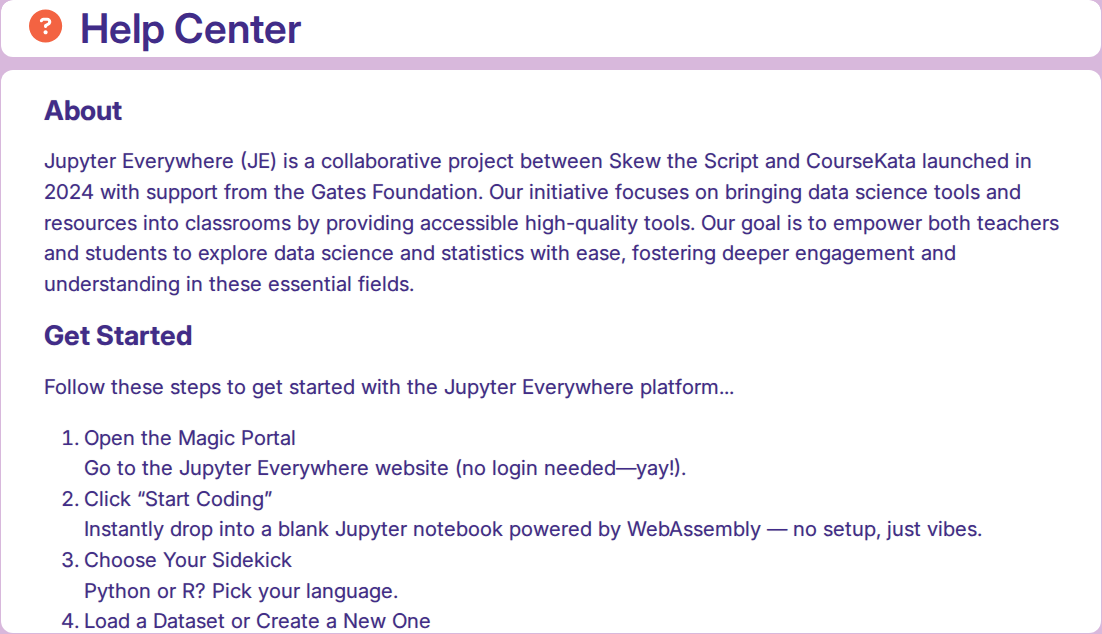 ? Help Center
About
Jupyter Everywhere (JE) is a collaborative project between Skew the Script and CourseKata launched in
2024 with support from the Gates Foundation. Our initiative focuses on bringing data science tools and
resources into classrooms by providing accessible high-quality tools. Our goal is to empower both teachers
and students to explore data science and statistics with ease, fostering deeper engagement and
understanding in these essential fields.
Get Started
Follow these steps to get started with the Jupyter Everywhere platform...
1. Open the Magic Portal
Go to the Jupyter Everywhere website (no login needed—yay!).
2. Click “Start Coding”
Instantly drop into a blank Jupyter notebook powered by WebAssembly — no setup, just vibes.
3. Choose Your Sidekick
Python or R? Pick your language.
4. Load a Dataset or Create a New One